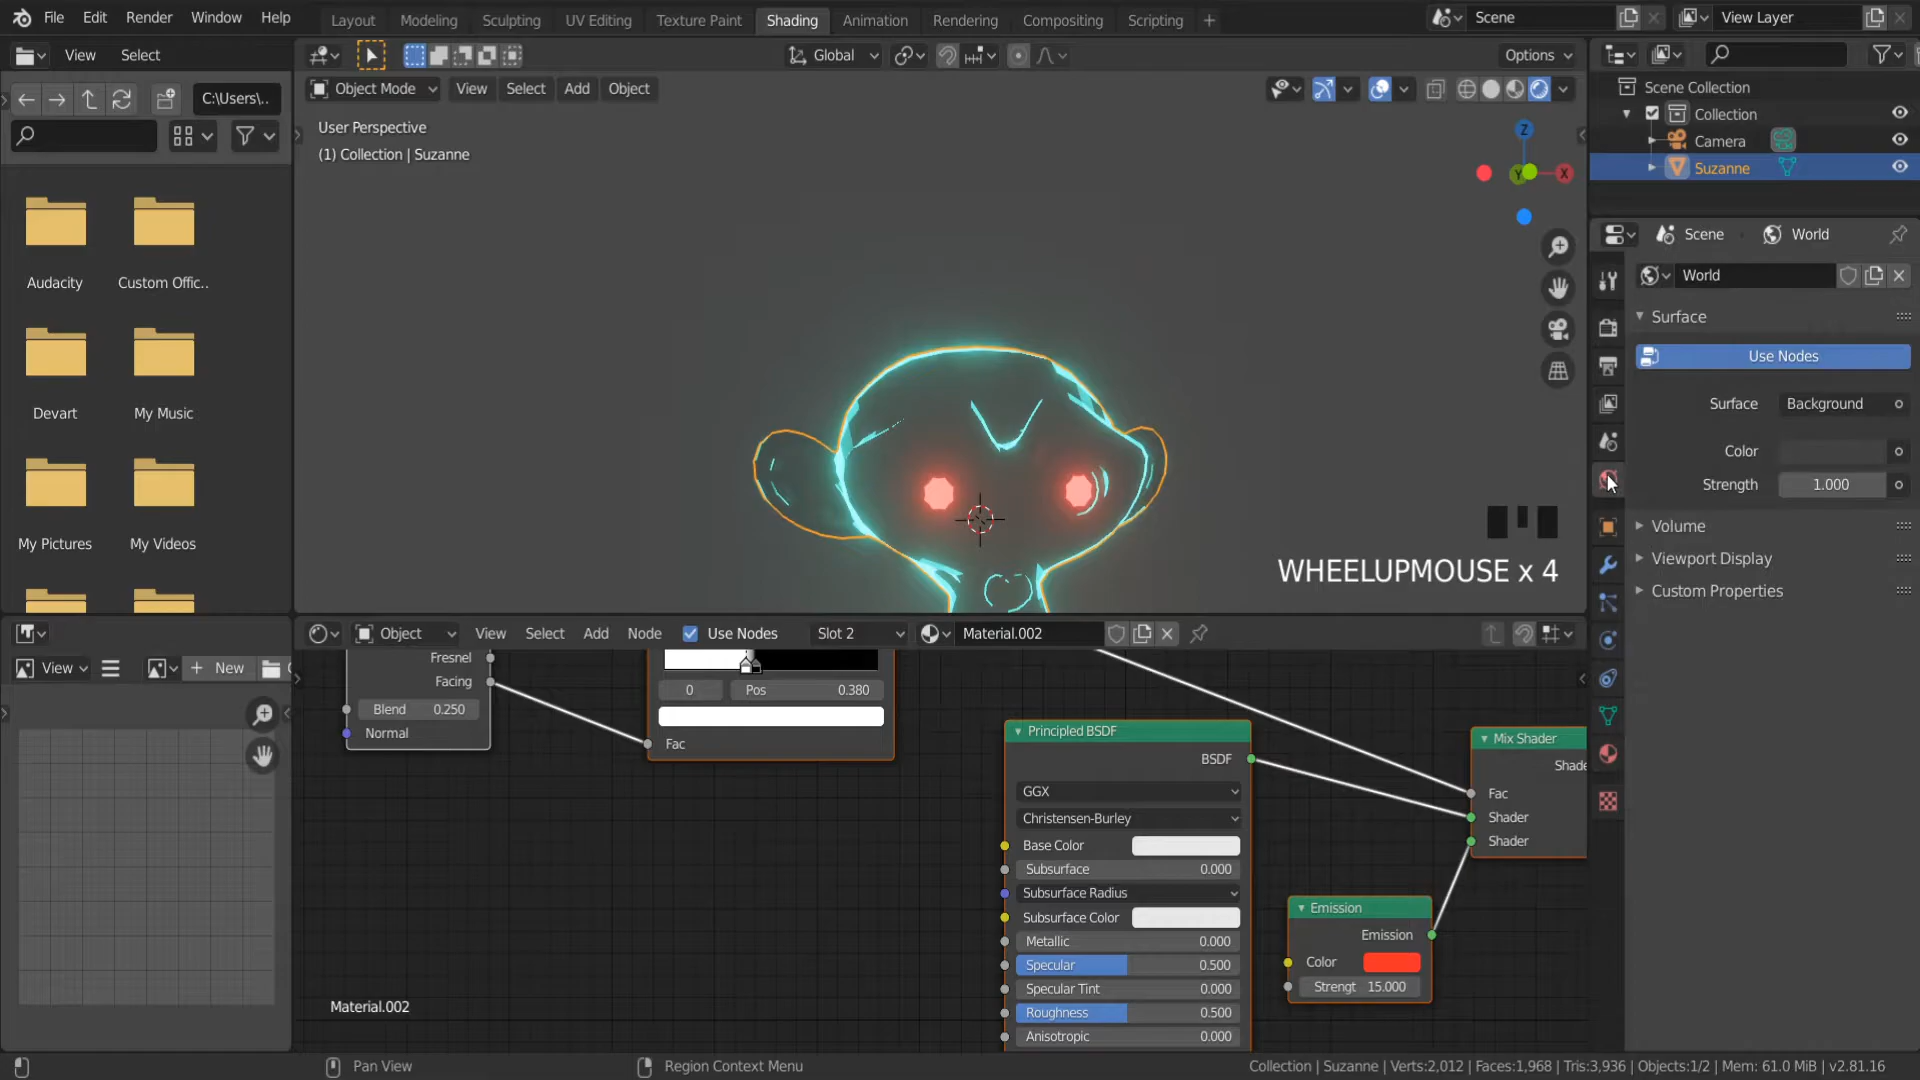 File Edit Render Window Help
Layout Modeling Sculpting UV Editing Texture Paint Shading Animation Rendering Compositing Scripting +
Scene View Layer
View Select
Global Options
Scene Collection
Collection
Camera
Suzanne
C:\Users\..
Object Mode View Select Add Object
User Perspective
(1) Collection | Suzanne
Z
Y
X
Audacity Custom Offic..
Devart My Music
My Pictures My Videos
WHEELUPMOUSE x 4
Scene World
World
Surface
Use Nodes
Surface Background
Color
Strength 1.000
Volume
Viewport Display
Custom Properties
View + New
Object View Select Add Node Use Nodes Slot 2 Material.002
Fresnel
Facing
Blend 0.250
Normal
0 Pos 0.380
Fac
Principled BSDF
BSDF
GGX
Christensen-Burley
Base Color
Subsurface 0.000
Subsurface Radius
Subsurface Color
Metallic 0.000
Specular 0.500
Specular Tint 0.000
Roughness 0.500
Anisotropic 0.000
Emission
Emission
Color
Strengt 15.000
Mix Shader
Shade
Fac
Shader
Shader
Material.002
Pan View Region Context Menu
Collection | Suzanne | Verts:2,012 | Faces:1,968 | Tris:3,936 | Objects:1/2 | Mem: 61.0 MiB | v2.81.16